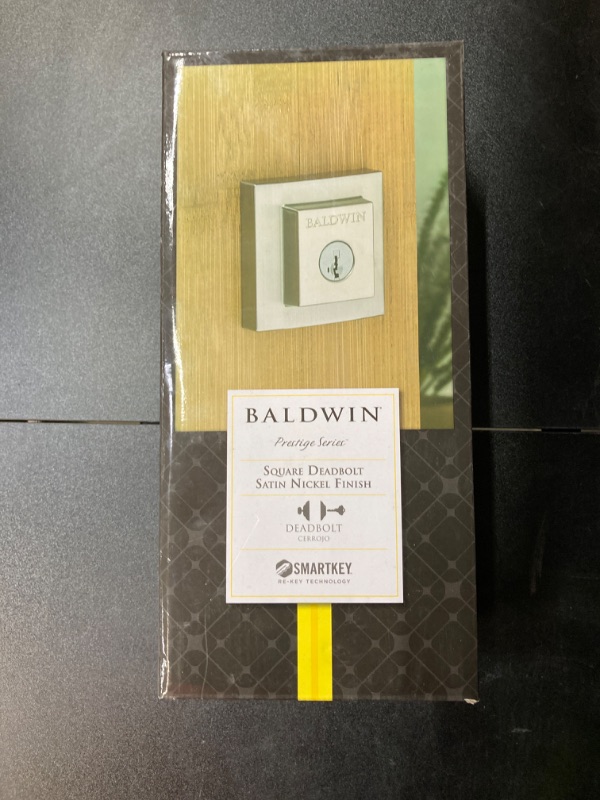 BALDWIN
BALDWIN
Prestige Series
SQUARE DEADBOLT
SATIN NICKEL FINISH
DEADBOLT
CERROJO
SMARTKEY
RE-KEY TECHNOLOGY